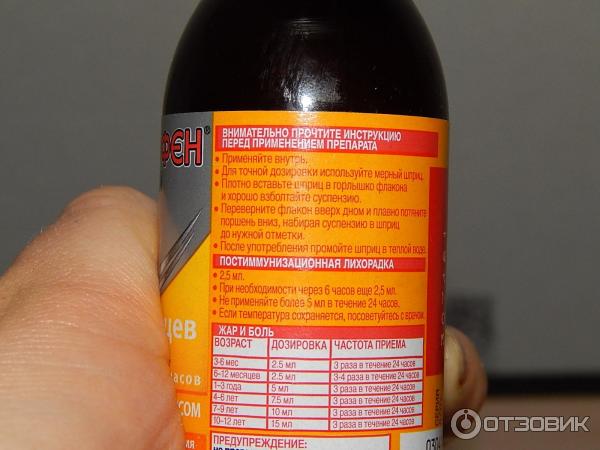 ФЄН®
ВНИМАТЕЛЬНО ПРОЧТИТЕ ИНСТРУКЦИЮ
ПЕРЕД ПРИМЕНЕНИЕМ ПРЕПАРАТА
• Применяйте внутрь.
• Для точной дозировки используйте мерный шприц.
• Плотно вставьте шприц в горлышко флакона
и хорошо взболтайте суспензию.
• Переверните флакон вверх дном и плавно потяните
поршень вниз, набирая суспензию в шприц
до нужной отметки.
• После употребления промойте шприц в теплой воде.
ПОСТИММУНИЗАЦИОННАЯ ЛИХОРАДКА
• 2,5 мл.
• При необходимости через 6 часов еще 2,5 мл.
• Не применяйте более 5 мл в течение 24 часов.
• Если температура сохраняется, посоветуйтесь с врачом.
ЖАР И БОЛЬ
ВОЗРАСТ ДОЗИРОВКА ЧАСТОТА ПРИЕМА
3-6 мес 2.5 мл 3 раза в течение 24 часов
6-12 месяцев 2.5 мл 3-4 раза в течение 24 часов
1-3 года 5 мл 3 раза в течение 24 часов
4-6 лет 7.5 мл 3 раза в течение 24 часов
7-9 лет 10 мл 3 раза в течение 24 часов
10-12 лет 15 мл 3 раза в течение 24 часов
ПРЕДУПРЕЖДЕНИЕ:
цев
часов
УСОМ
ОТЗОВИК